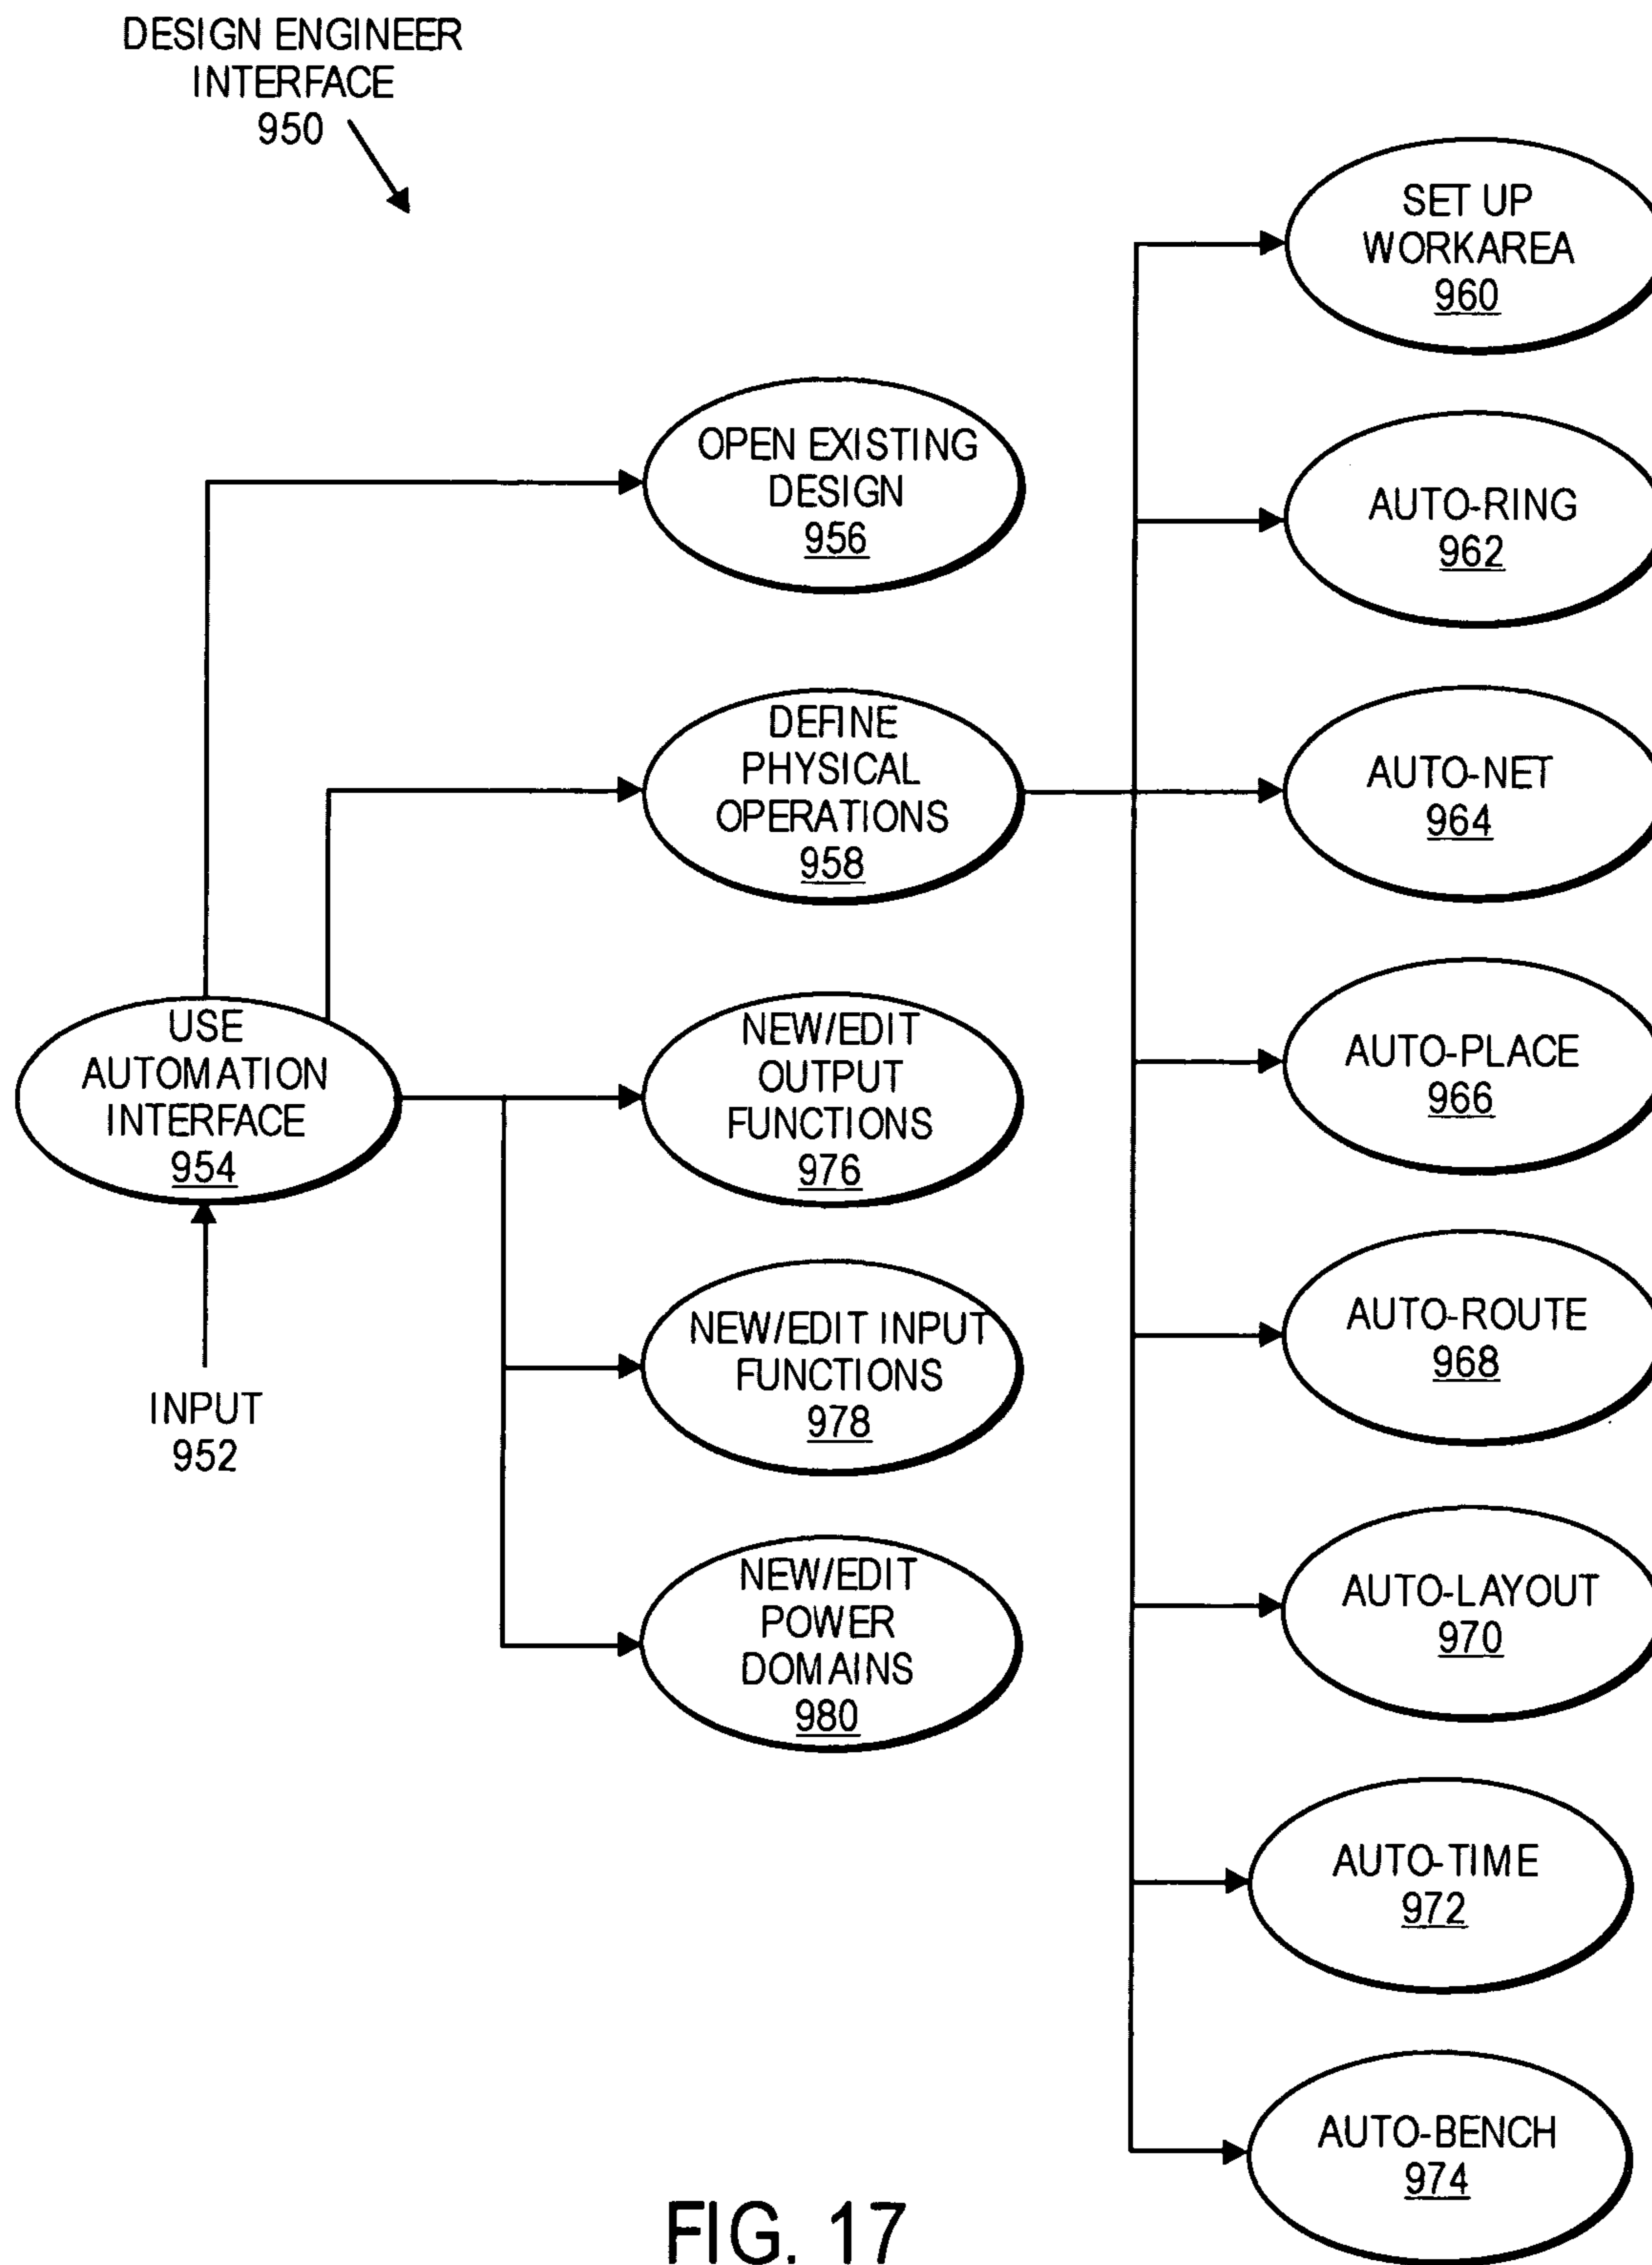 DESIGN ENGINEER
INTERFACE
950
SET UP
WORKAREA
960
OPEN EXISTING
DESIGN
956
AUTO-RING
962
DEFINE
PHYSICAL
OPERATIONS
958
AUTO-NET
964
USE
AUTOMATION
INTERFACE
954
NEW/EDIT
OUTPUT
FUNCTIONS
976
AUTO-PLACE
966
INPUT
952
NEW/EDIT INPUT
FUNCTIONS
978
AUTO-ROUTE
968
NEW/EDIT
POWER
DOMAINS
980
AUTO-LAYOUT
970
AUTO-TIME
972
AUTO-BENCH
974
FIG. 17